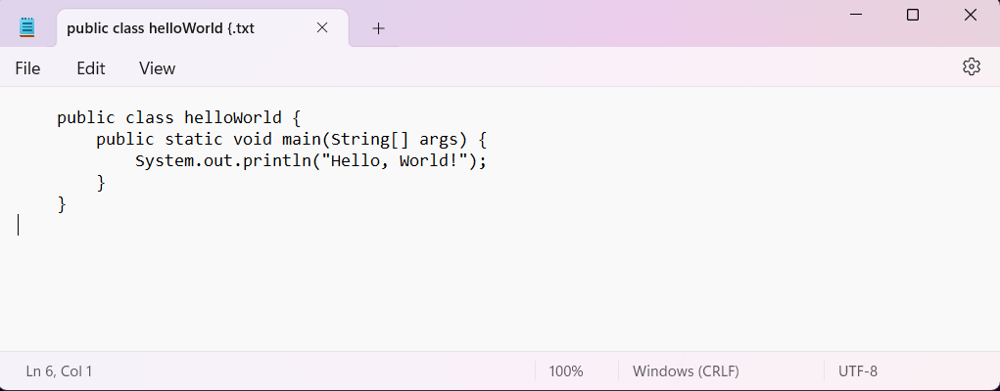 public class helloWorld {.txt
File Edit View
public class helloWorld {
    public static void main(String[] args) {
        System.out.println("Hello, World!");
    }
}
Ln 6, Col 1 100% Windows (CRLF) UTF-8